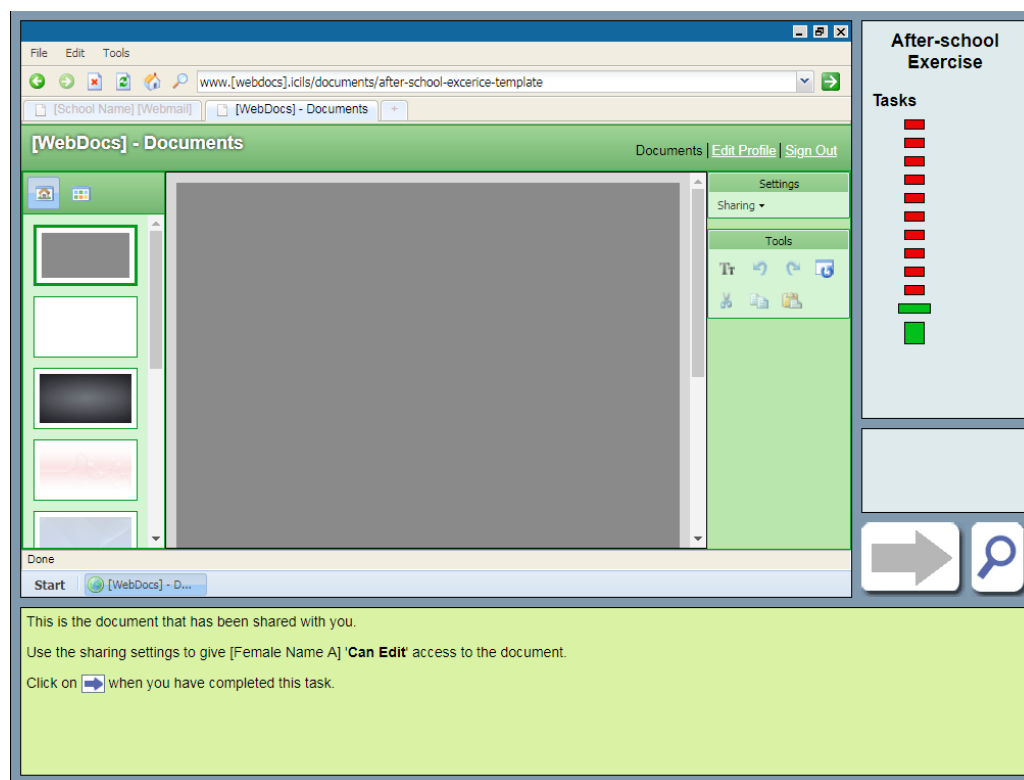 File Edit Tools
www.[webdocs].icils/documents/after-school-excerice-template
[School Name] [Webmail] [WebDocs] - Documents +
[WebDocs] - Documents
Documents | Edit Profile | Sign Out
Settings
Sharing
Tools
Done
Start [WebDocs] - D...
After-school
Exercise
Tasks
This is the document that has been shared with you.
Use the sharing settings to give [Female Name A] 'Can Edit' access to the document.
Click on when you have completed this task.